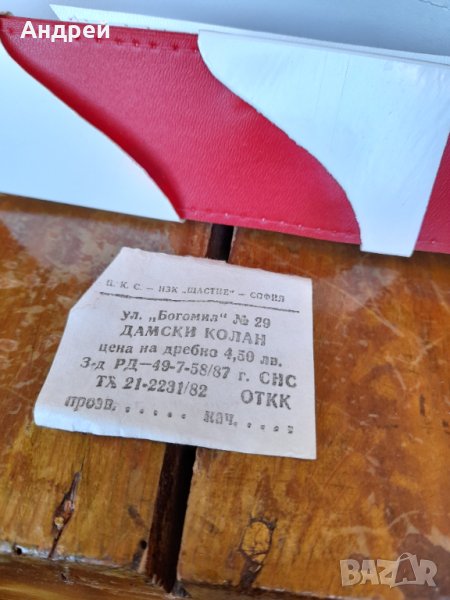 Андрей
Ц. К. С. – НЗК „ЩАСТИЕ" – СОФИЯ
ул. „Богомил" № 29
ДАМСКИ КОЛАН
цена на дребно 4,50 лв.
З-д РД—49-7-58/87 г. СНС
ТХ 21-2231/82 ОТКК
произв. . . . . . кач. . . . . .
BAZAR